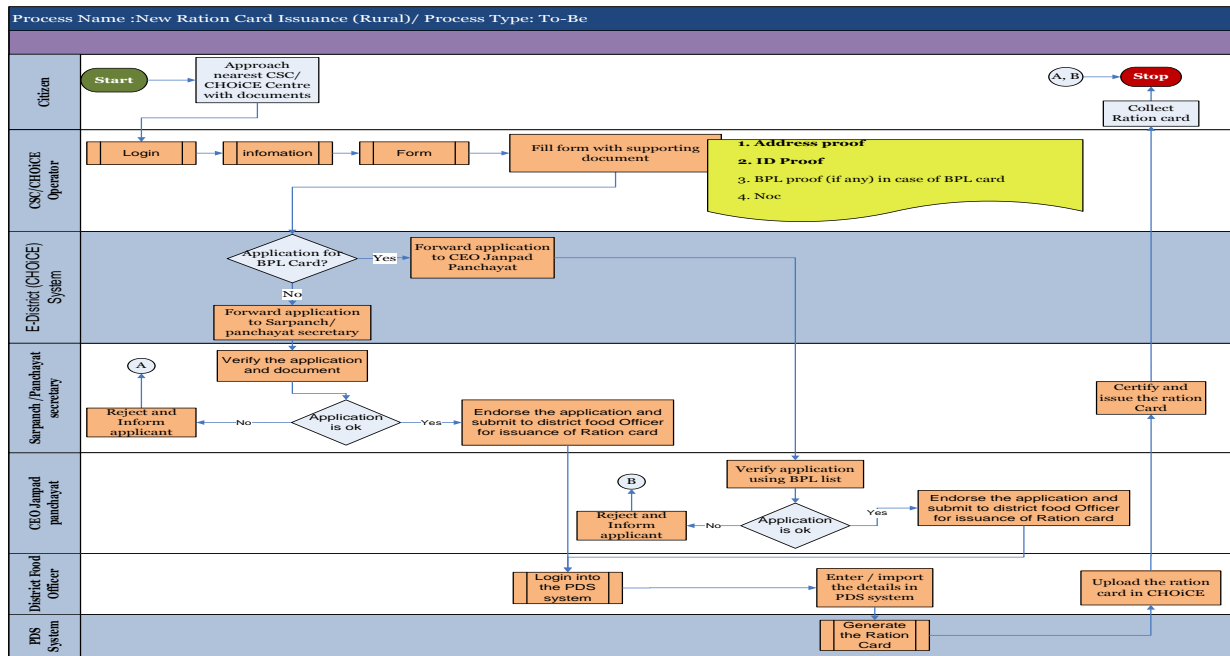 Process Name :New Ration Card Issuance (Rural)/ Process Type: To-Be
Citizen
Start
Approach
nearest CSC/
CHOiCE Centre
with documents
A, B
Stop
Collect
Ration card
CSC/CHOiCE
Operator
Login
infomation
Form
Fill form with supporting
document
1. Address proof
2. ID Proof
3. BPL proof (if any) in case of BPL card
4. Noc
E-District (CHOiCE)
System
Application for
BPL Card?
Yes
Forward application
to CEO Janpad
Panchayat
No
Forward application
to Sarpanch/
panchayat secretary
Sarpanch /Panchayat
secretary
Verify the application
and document
A
Reject and
Inform
applicant
No
Application
is ok
Yes
Endorse the application and
submit to district food Officer
for issuance of Ration card
Certify and
issue the ration
Card
CEO Janpad
panchayat
Verify application
using BPL list
B
Reject and
Inform
applicant
No
Application
is ok
Yes
Endorse the application and
submit to district food Officer
for issuance of Ration card
District Food
Officer
Login into
the PDS
system
Enter / import
the details in
PDS system
Upload the ration
card in CHOiCE
PDS
System
Generate
the Ration
Card